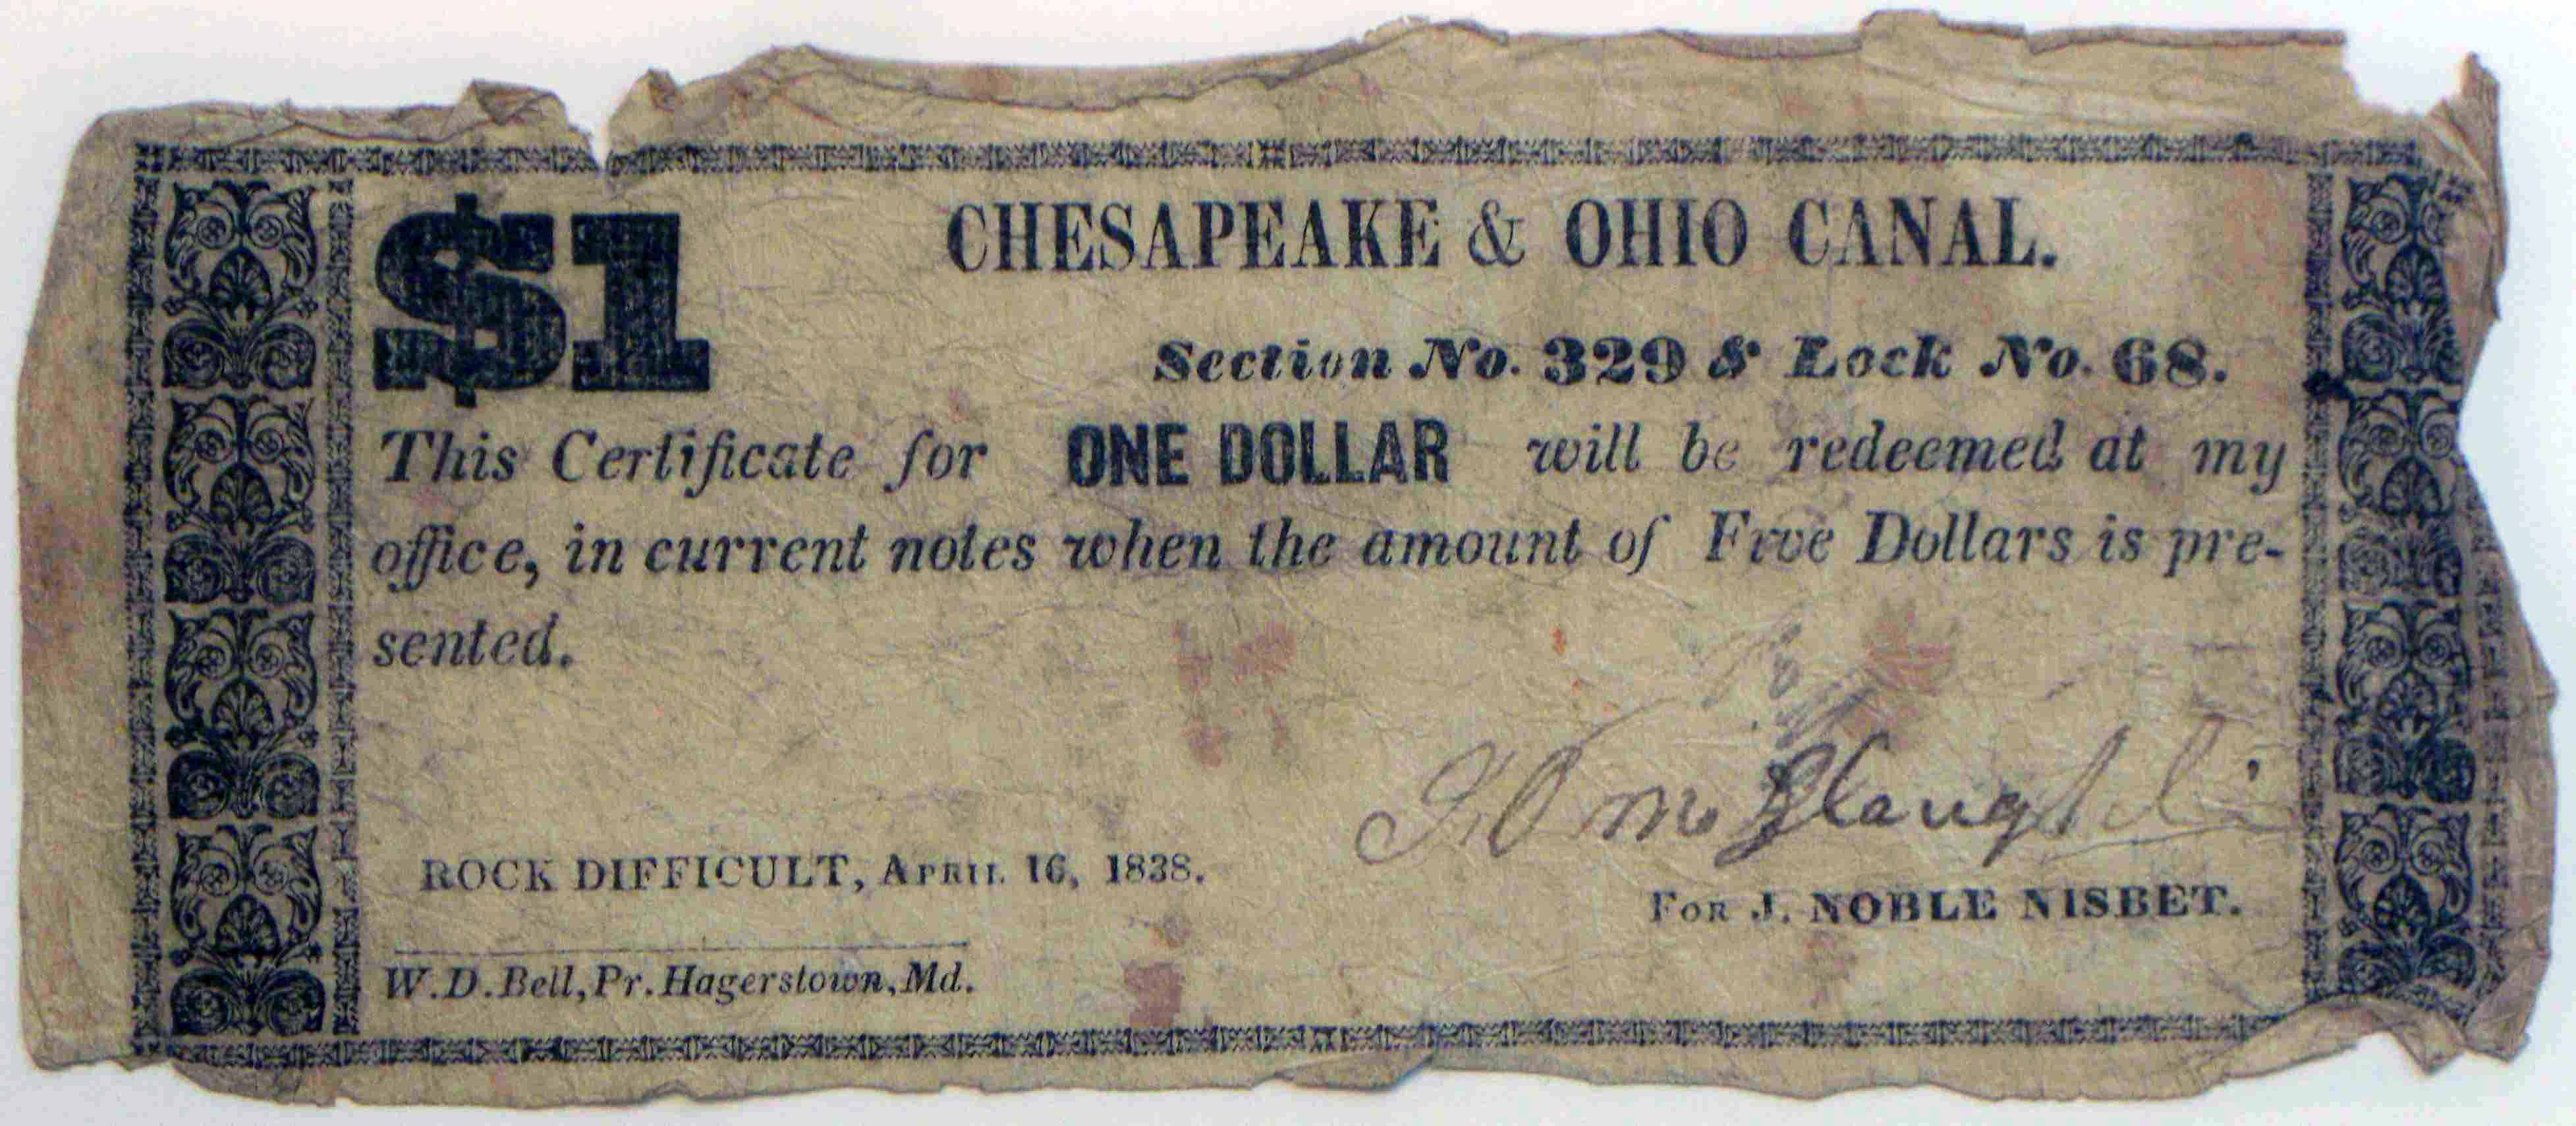 $1
CHESAPEAKE & OHIO CANAL.
Section No. 329 & Lock No. 68.
This Certificate for ONE DOLLAR will be redeemed at my
office, in current notes when the amount of Five Dollars is pre-
sented.
ROCK DIFFICULT, APRIL 16, 1838.
FOR J. NOBLE NISBET.
W. D. Bell, Pr. Hagerstown, Md.